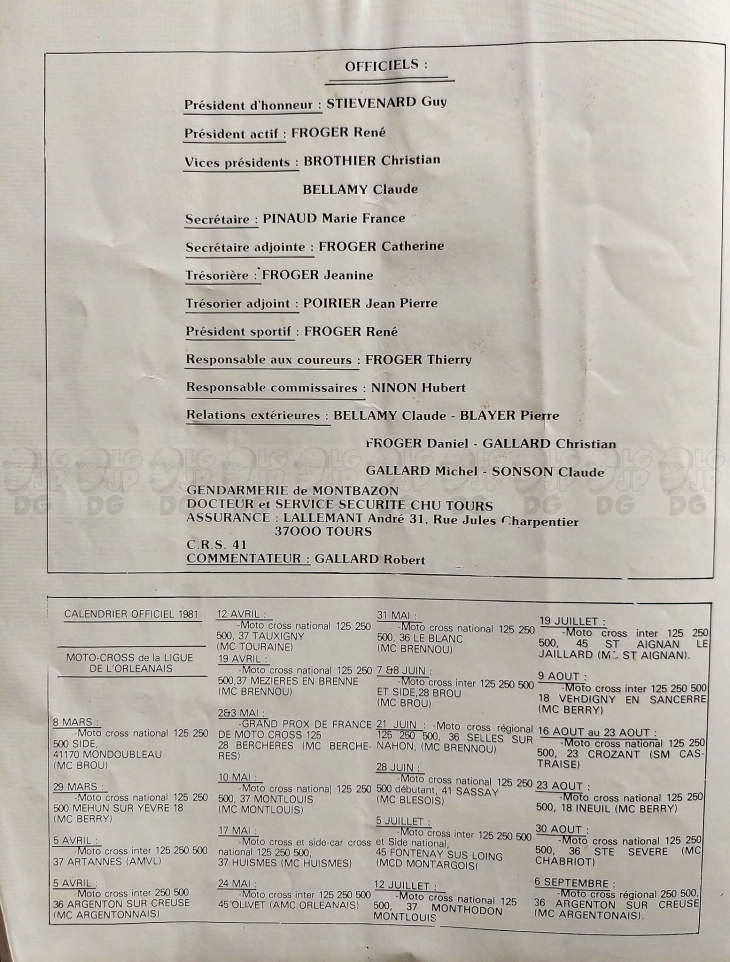 OFFICIELS :
Président d'honneur : STIEVENARD Guy
Président actif : FROGER René
Vices présidents : BROTHIER Christian
BELLAMY Claude
Secrétaire : PINAUD Marie France
Secrétaire adjointe : FROGER Catherine
Trésorière : FROGER Jeanine
Trésorier adjoint : POIRIER Jean Pierre
Président sportif : FROGER René
Responsable aux coureurs : FROGER Thierry
Responsable commissaires : NINON Hubert
Relations extérieures : BELLAMY Claude - BLAYER Pierre
FROGER Daniel - GALLARD Christian
GALLARD Michel - SONSON Claude
GENDARMERIE de MONTBAZON
DOCTEUR et SERVICE SECURITE CHU TOURS
ASSURANCE : LALLEMANT André 31, Rue Jules Charpentier
37000 TOURS
C.R.S. 41
COMMENTATEUR : GALLARD Robert
CALENDRIER OFFICIEL 1981
MOTO-CROSS de la LIGUE
DE L'ORLEANAIS
8 MARS :
-Moto cross national 125 250
500 SIDE,
41170 MONDOUBLEAU
(MC BROU)
29 MARS :
-Moto cross national 125 250
500 MEHUN SUR YEVRE 18
(MC BERRY)
5 AVRIL :
-Moto cross inter 125 250 500
37 ARTANNES (AMVL)
5 AVRIL :
-Moto cross inter 250 500
36 ARGENTON SUR CREUSE
(MC ARGENTONNAIS)
12 AVRIL :
-Moto cross national 125 250
500, 37 TAUXIGNY
(MC TOURAINE)
19 AVRIL :
-Moto cross national 125 250
500,37 MEZIERES EN BRENNE
(MC BRENNOU)
2&3 MAI :
-GRAND PROX DE FRANCE
DE MOTO CROSS 125
28 BERCHERES (MC BERCHE-
RES)
10 MAI :
-Moto cross national 125 250
500, 37 MONTLOUIS
(MC MONTLOUIS)
17 MAI :
-Moto cross et side-car cross
national 125 250 500,
37 HUISMES (MC HUISMES)
24 MAI :
-Moto cross inter 125 250 500
45 OLIVET (AMC ORLEANAIS)
31 MAI :
-Moto cross national 125 250
500, 36 LE BLANC
(MC BRENNOU)
7 &8 JUIN :
-Moto cross inter 125 250 500
ET SIDE,28 BROU
(MC BROU)
21 JUIN : -Moto cross régional
125 250 500, 36 SELLES SUR
NAHON, (MC BRENNOU)
28 JUIN :
-Moto cross national 125 250
500 débutant, 41 SASSAY
(MC BLESOIS)
5 JUILLET :
-Moto cross inter 125 250 500
et Side national,
45 FONTENAY SUS LOING
(MCD MONTARGOIS)
12 JUILLET :
-Moto cross national 125
500, 37 MONTHODON
MONTLOUIS
19 JUILLET :
-Moto cross inter 125 250
500, 45 ST AIGNAN LE
JAILLARD (MC ST AIGNAN).
9 AOUT :
-Moto cross inter 125 250 500
18 VERDIGNY EN SANCERRE
(MC BERRY)
16 AOUT au 23 AOUT :
-Moto cross national 125 250
500, 23 CROZANT (SM CAS-
TRAISE)
23 AOUT :
-Moto cross national 125 250
500, 18 INEUIL (MC BERRY)
30 AOUT :
-Moto cross national 125 250
500, 36 STE SEVERE (MC
CHABRIOT)
6 SEPTEMBRE :
-Moto cross régional 250 500,
36 ARGENTON SUR CREUSE
(MC ARGENTONAIS).